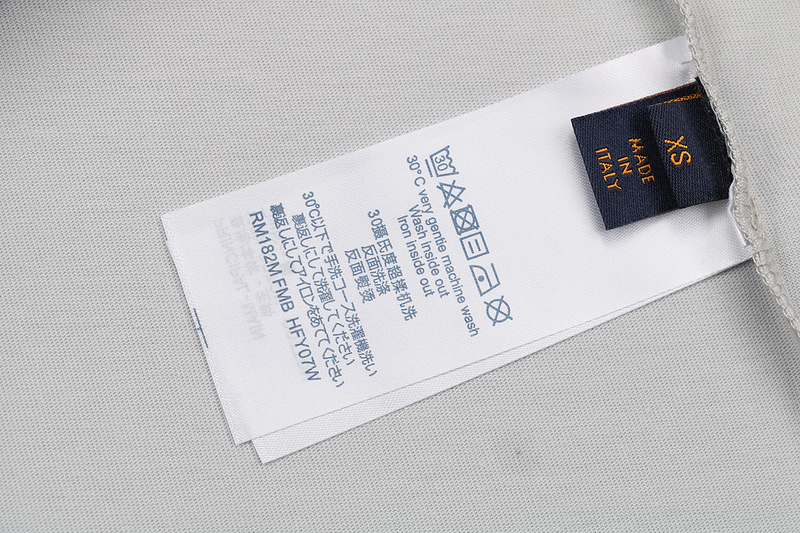 XS
MADE
IN
ITALY
30
30°C very gentle machine wash
Wash inside out
Iron inside out
30摄氏度超柔机洗
反面洗涤
反面熨烫
30℃以下で手洗コース洗濯機洗い
裏返しにして洗濯してください
裏返しにしてアイロンをあててください
RM182M FMB HFY07W